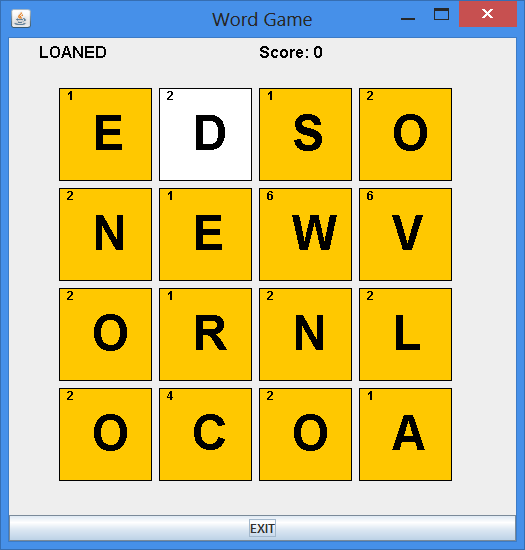 Word Game
LOANED Score: 0
1 2 1 2
E D S O
2 1 6 6
N E W V
2 1 2 2
O R N L
2 4 2 1
O C O A
EXIT